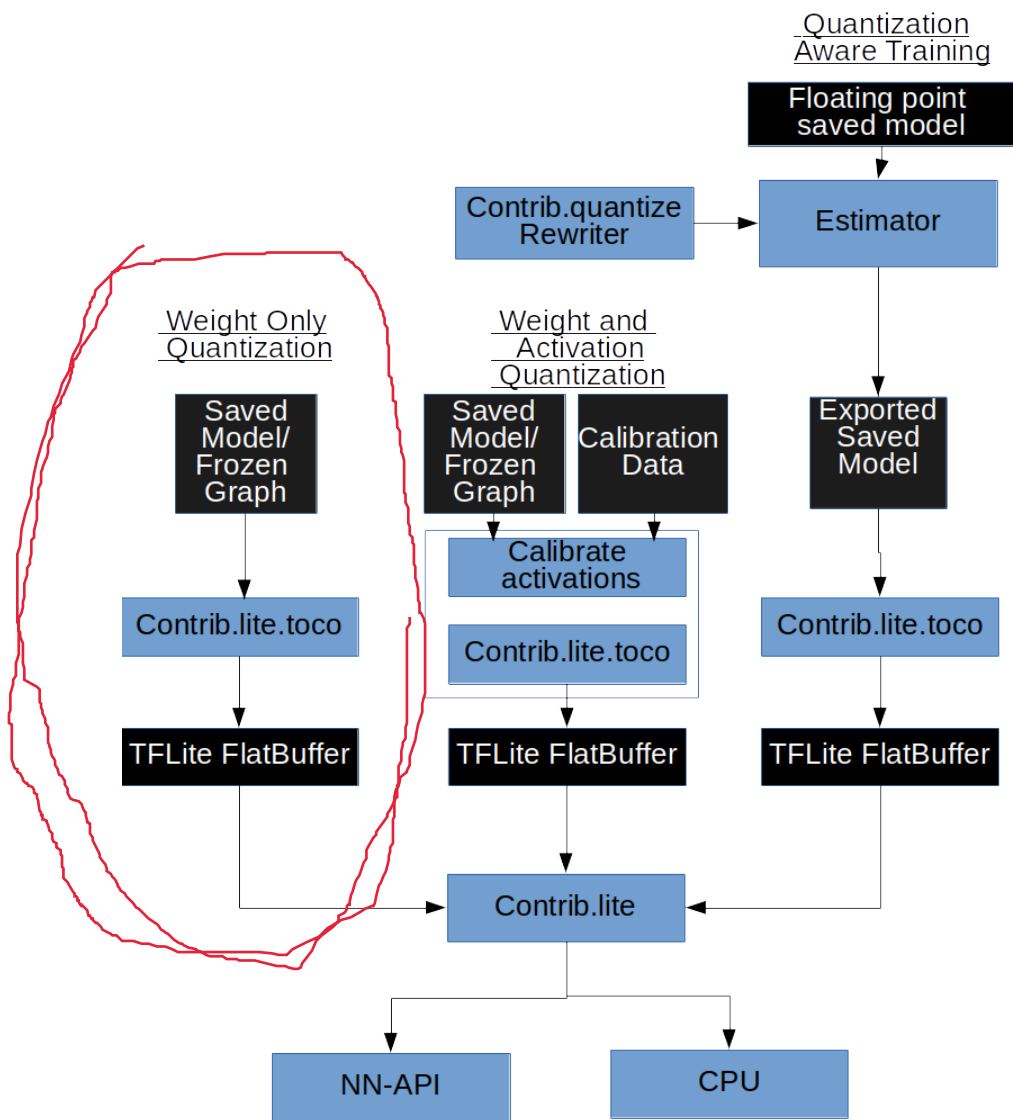 Quantization
Aware Training
Floating point
saved model
Contrib.quantize
Rewriter
Estimator
Weight Only
Quantization
Weight and
Activation
Quantization
Saved
Model/
Frozen
Graph
Saved
Model/
Frozen
Graph
Calibration
Data
Exported
Saved
Model
Calibrate
activations
Contrib.lite.toco
Contrib.lite.toco
Contrib.lite.toco
TFLite FlatBuffer
TFLite FlatBuffer
TFLite FlatBuffer
Contrib.lite
NN-API
CPU